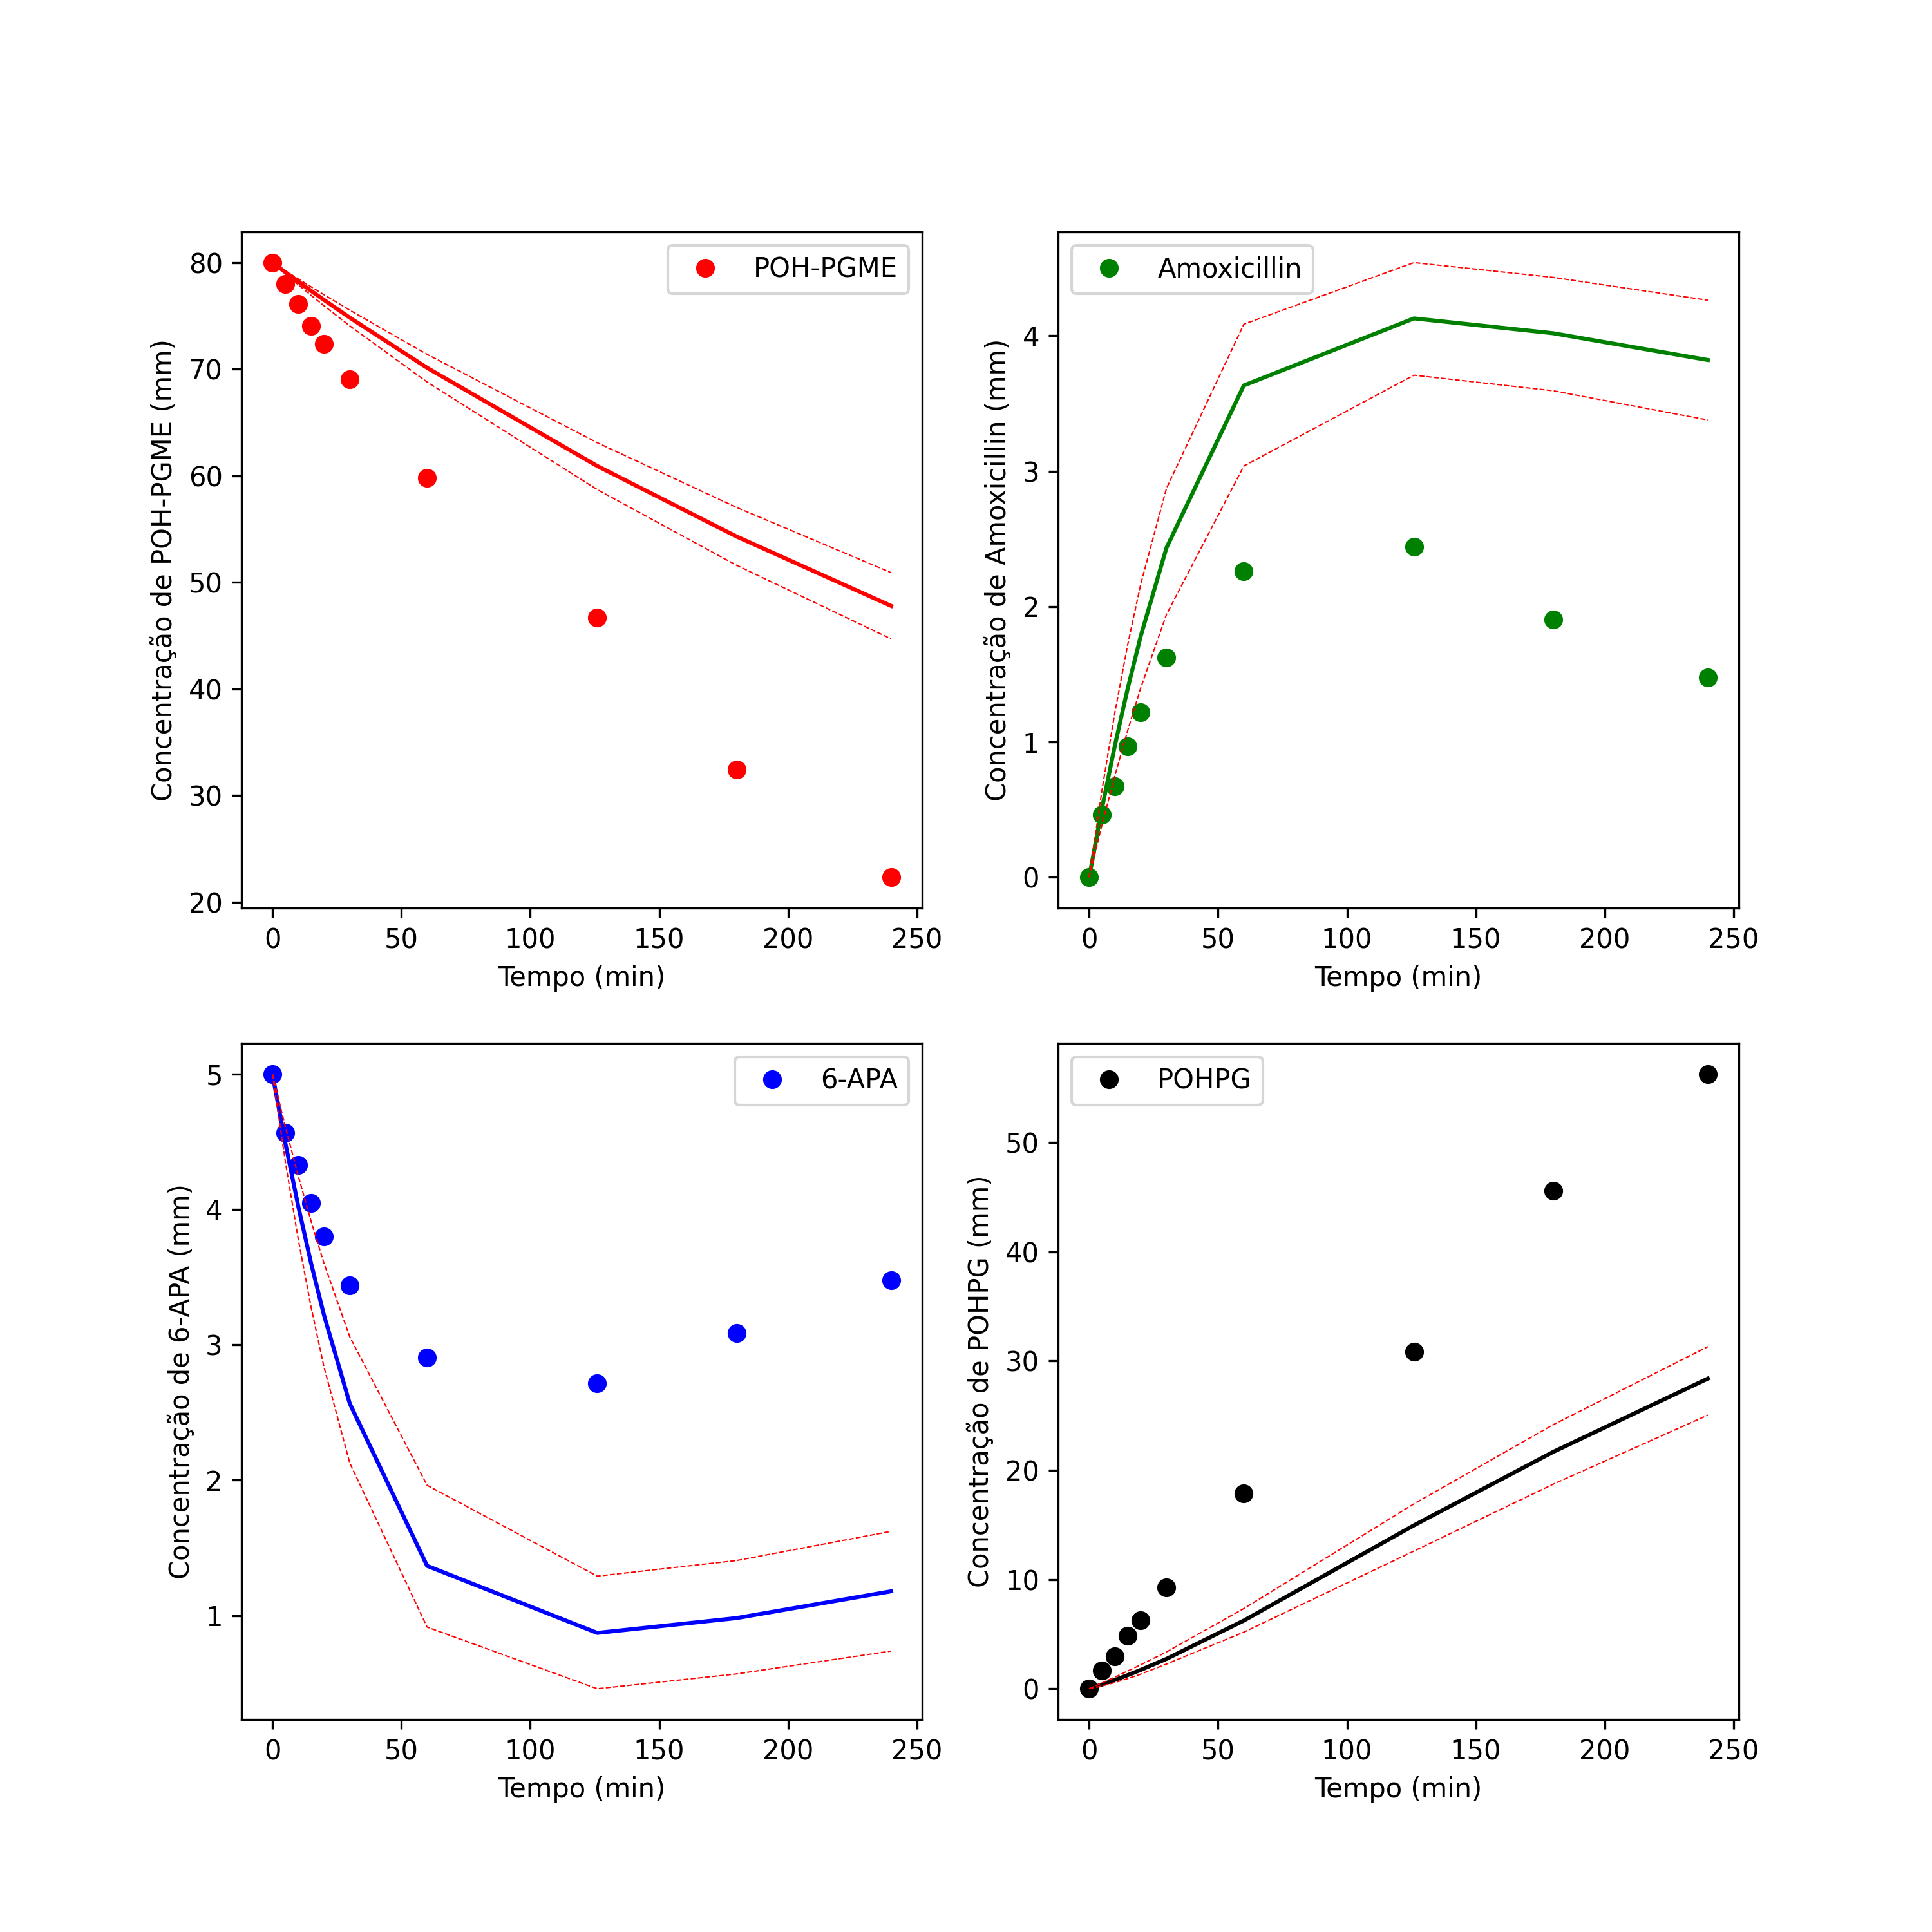 POH-PGME
80
70
60
50
40
30
20
0 50 100 150 200 250
Concentração de POH-PGME (mm)
Tempo (min)
Amoxicillin
4
3
2
1
0
0 50 100 150 200 250
Concentração de Amoxicillin (mm)
Tempo (min)
6-APA
5
4
3
2
1
0 50 100 150 200 250
Concentração de 6-APA (mm)
Tempo (min)
POHPG
50
40
30
20
10
0
0 50 100 150 200 250
Concentração de POHPG (mm)
Tempo (min)